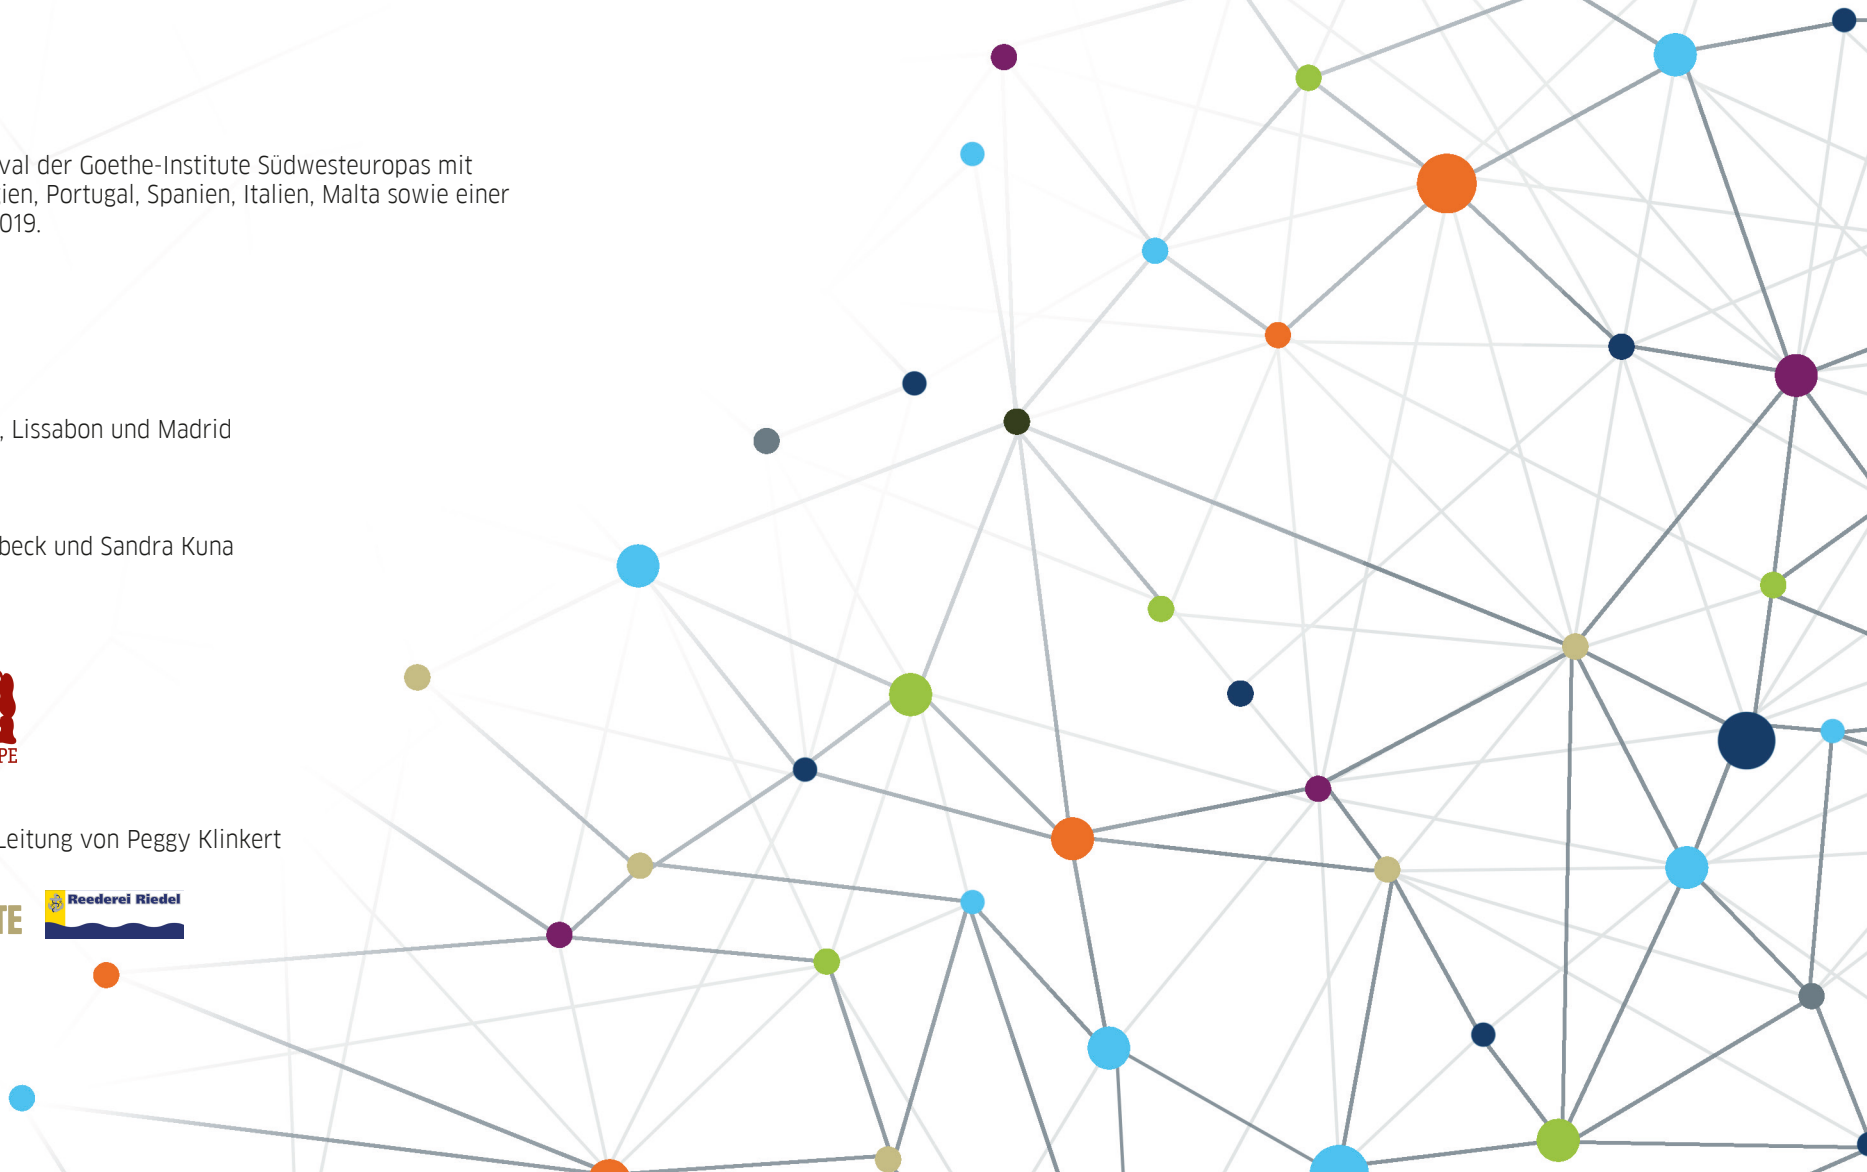 val der Goethe-Institute Südwesteuropas mit
ien, Portugal, Spanien, Italien, Malta sowie einer
019.
, Lissabon und Madrid
beck und Sandra Kuna
PE
Leitung von Peggy Klinkert
TE
Reederei Riedel